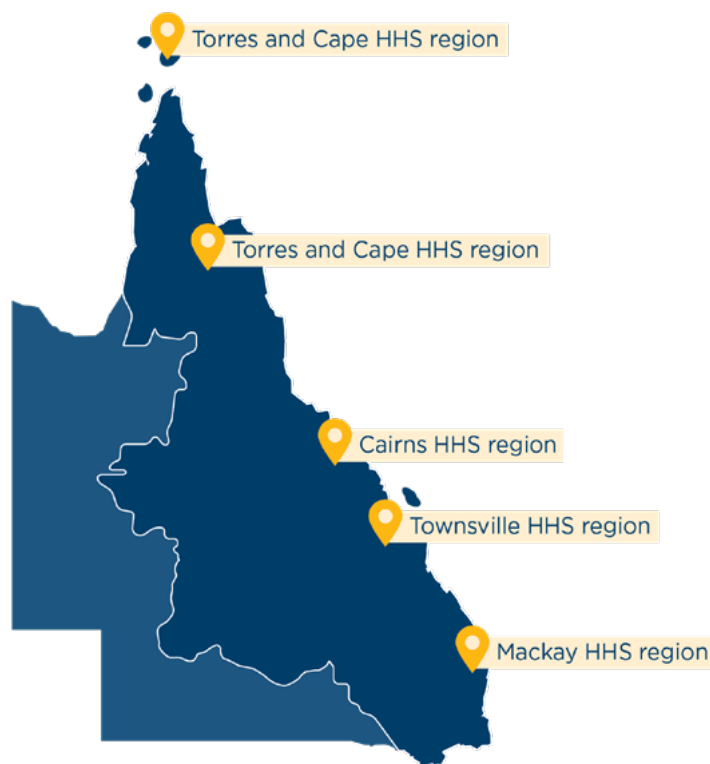 Torres and Cape HHS region
Torres and Cape HHS region
Cairns HHS region
Townsville HHS region
Mackay HHS region